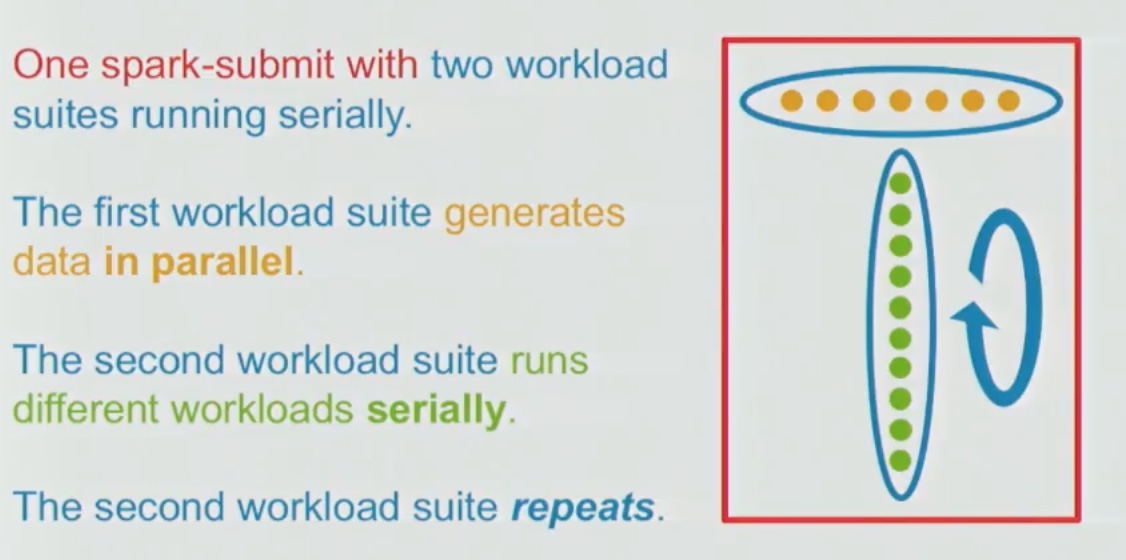 One spark-submit with two workload
suites running serially.
The first workload suite generates
data in parallel.
The second workload suite runs
different workloads serially.
The second workload suite repeats.